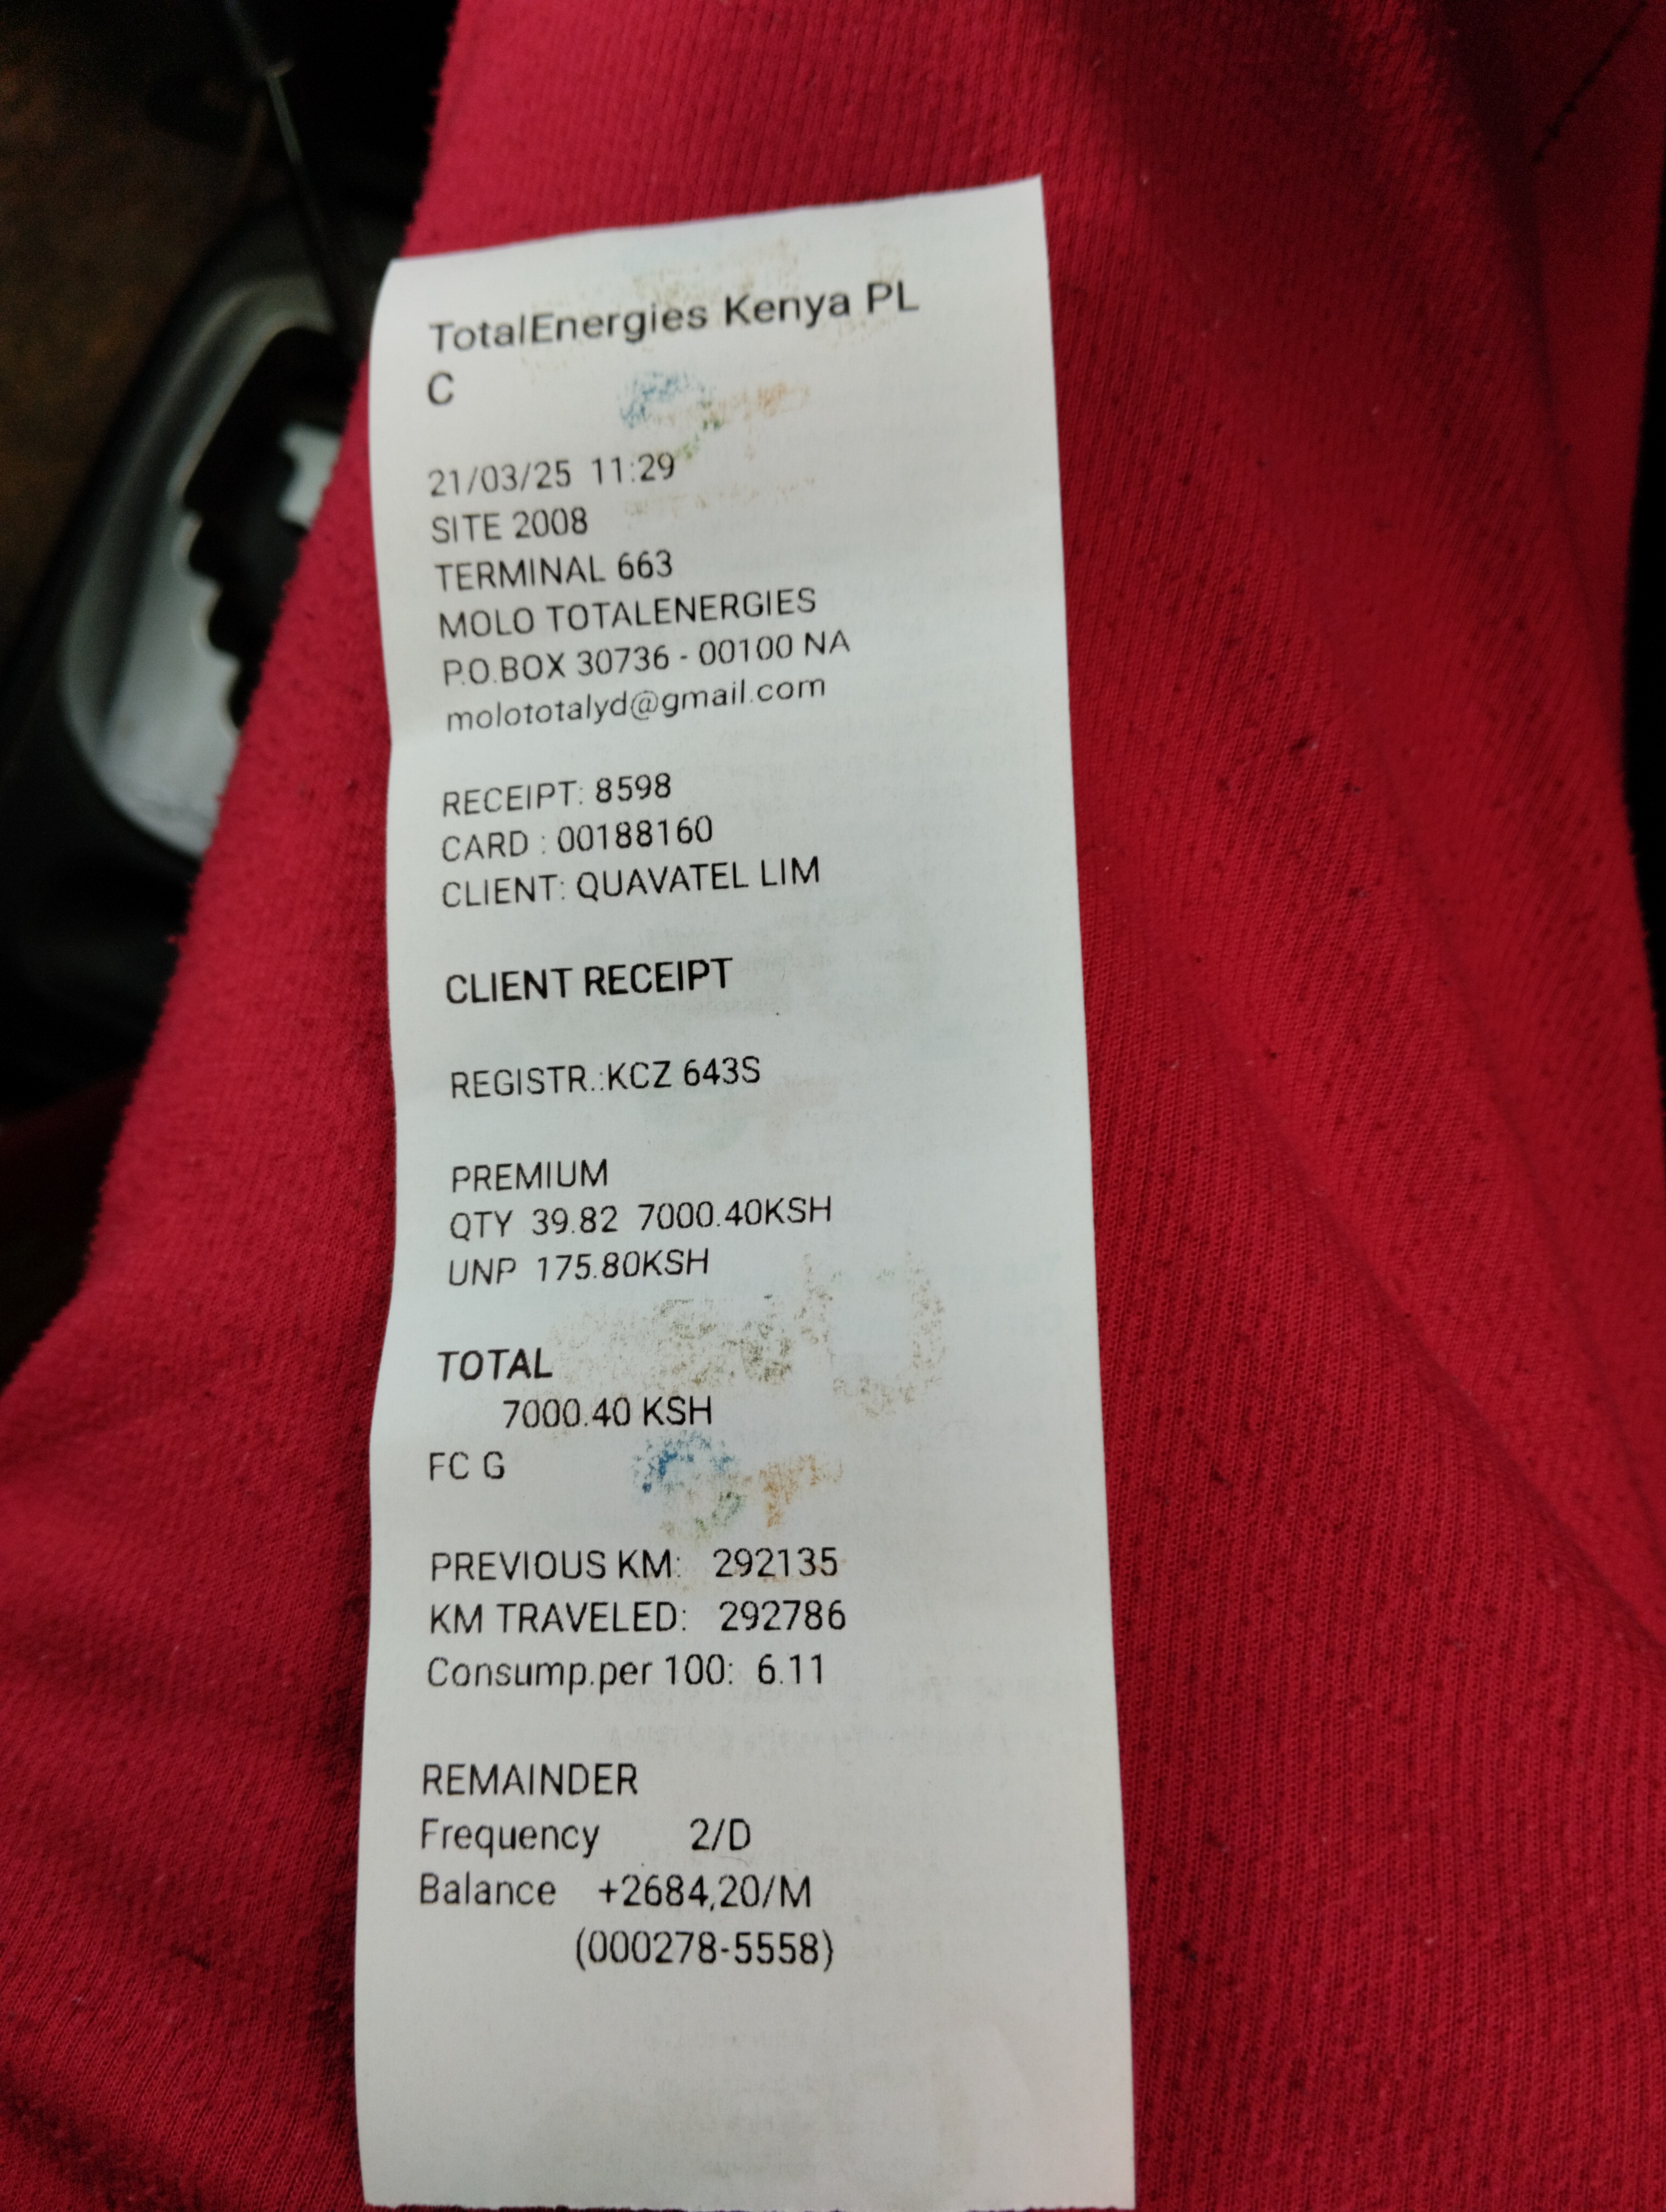 TotalEnergies Kenya PL
C
21/03/25 11:29
SITE 2008
TERMINAL 663
MOLO TOTALENERGIES
P.O.BOX 30736 - 00100 NA
molototalyd@gmail.com
RECEIPT: 8598
CARD : 00188160
CLIENT: QUAVATEL LIM
CLIENT RECEIPT
REGISTR.:KCZ 643S
PREMIUM
QTY 39.82 7000.40KSH
UNP 175.80KSH
TOTAL
7000.40 KSH
FC G
PREVIOUS KM: 292135
KM TRAVELED: 292786
Consump.per 100: 6.11
REMAINDER
Frequency 2/D
Balance +2684,20/M
(000278-5558)